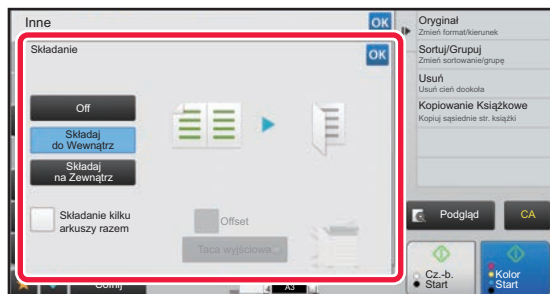 Inne
OK
Składanie
OK
Off
Składaj
do Wewnątrz
Składaj
na Zewnątrz
Składanie kilku
arkuszy razem
Offset
Taca wyjściowa
Cofnij
A3
Oryginał
Zmień format/kierunek
Sortuj/Grupuj
Zmień sortowanie/grupę
Usuń
Usuń cień dookoła
Kopiowanie Książkowe
Kopiuj sąsiednie str. książki
Podgląd
CA
Cz.-b.
Start
Kolor
Start